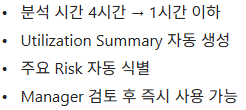 • 분석 시간 4시간 → 1시간 이하
• Utilization Summary 자동 생성
• 주요 Risk 자동 식별
• Manager 검토 후 즉시 사용 가능